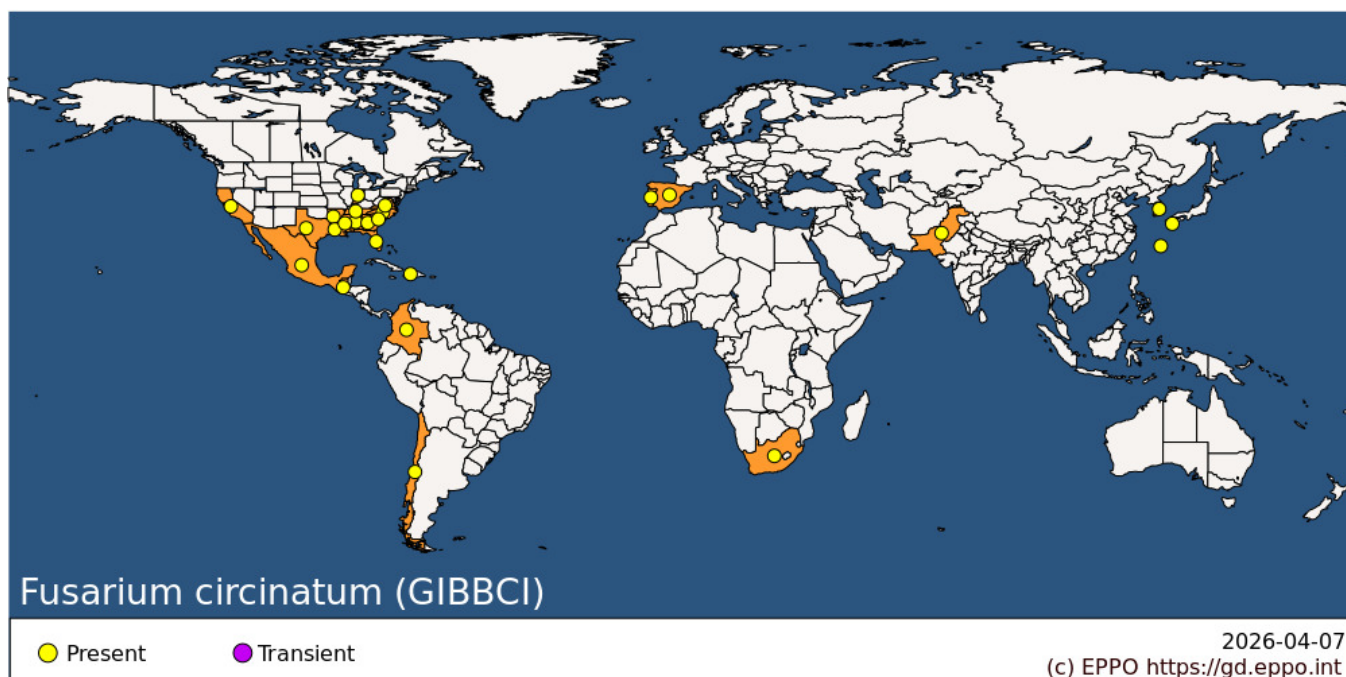 Fusarium circinatum (GIBBCI)
Present
Transient
2026-04-07
(c) EPPO https://gd.eppo.int